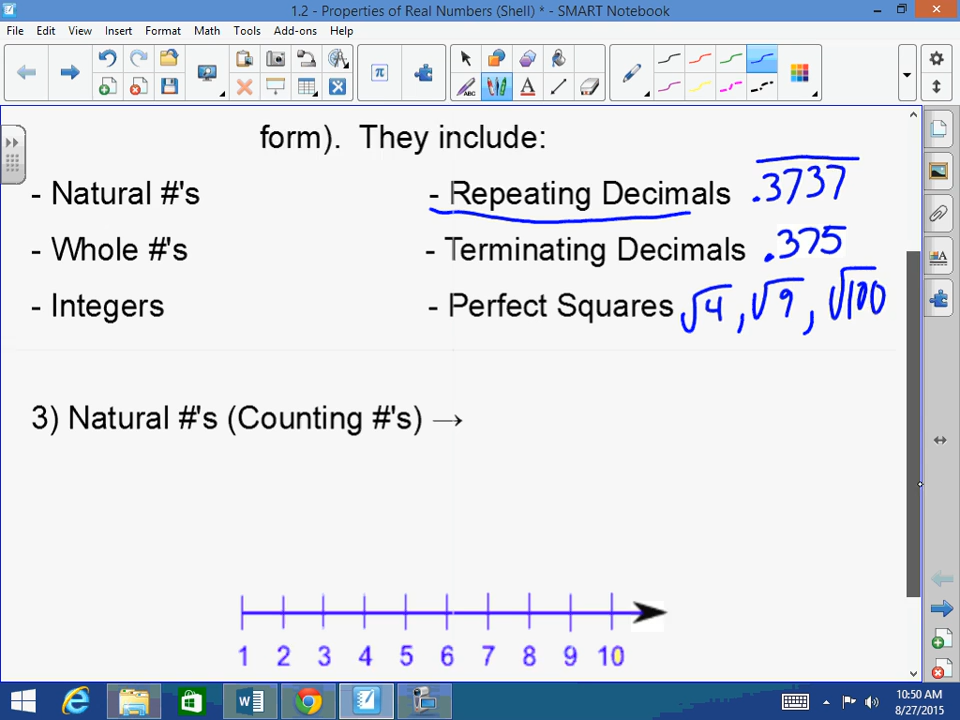 1.2 - Properties of Real Numbers (Shell) * - SMART Notebook
File Edit View Insert Format Math Tools Add-ons Help
form). They include:
- Natural #'s - Repeating Decimals .3737
- Whole #'s - Terminating Decimals .375
- Integers - Perfect Squares √4, √9, √100
3) Natural #'s (Counting #'s) →
1 2 3 4 5 6 7 8 9 10
10:50 AM
8/27/2015